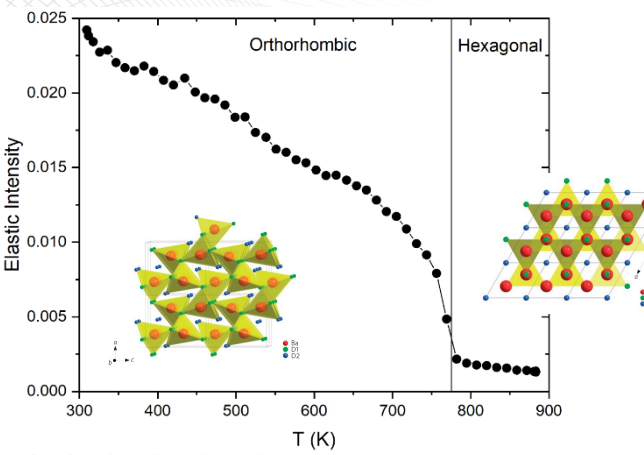 Orthorhombic
Hexagonal
Elastic Intensity
0.025
0.020
0.015
0.010
0.005
0.000
300
400
500
600
700
800
900
T (K)
a
b
c
Ba
D1
D2
a